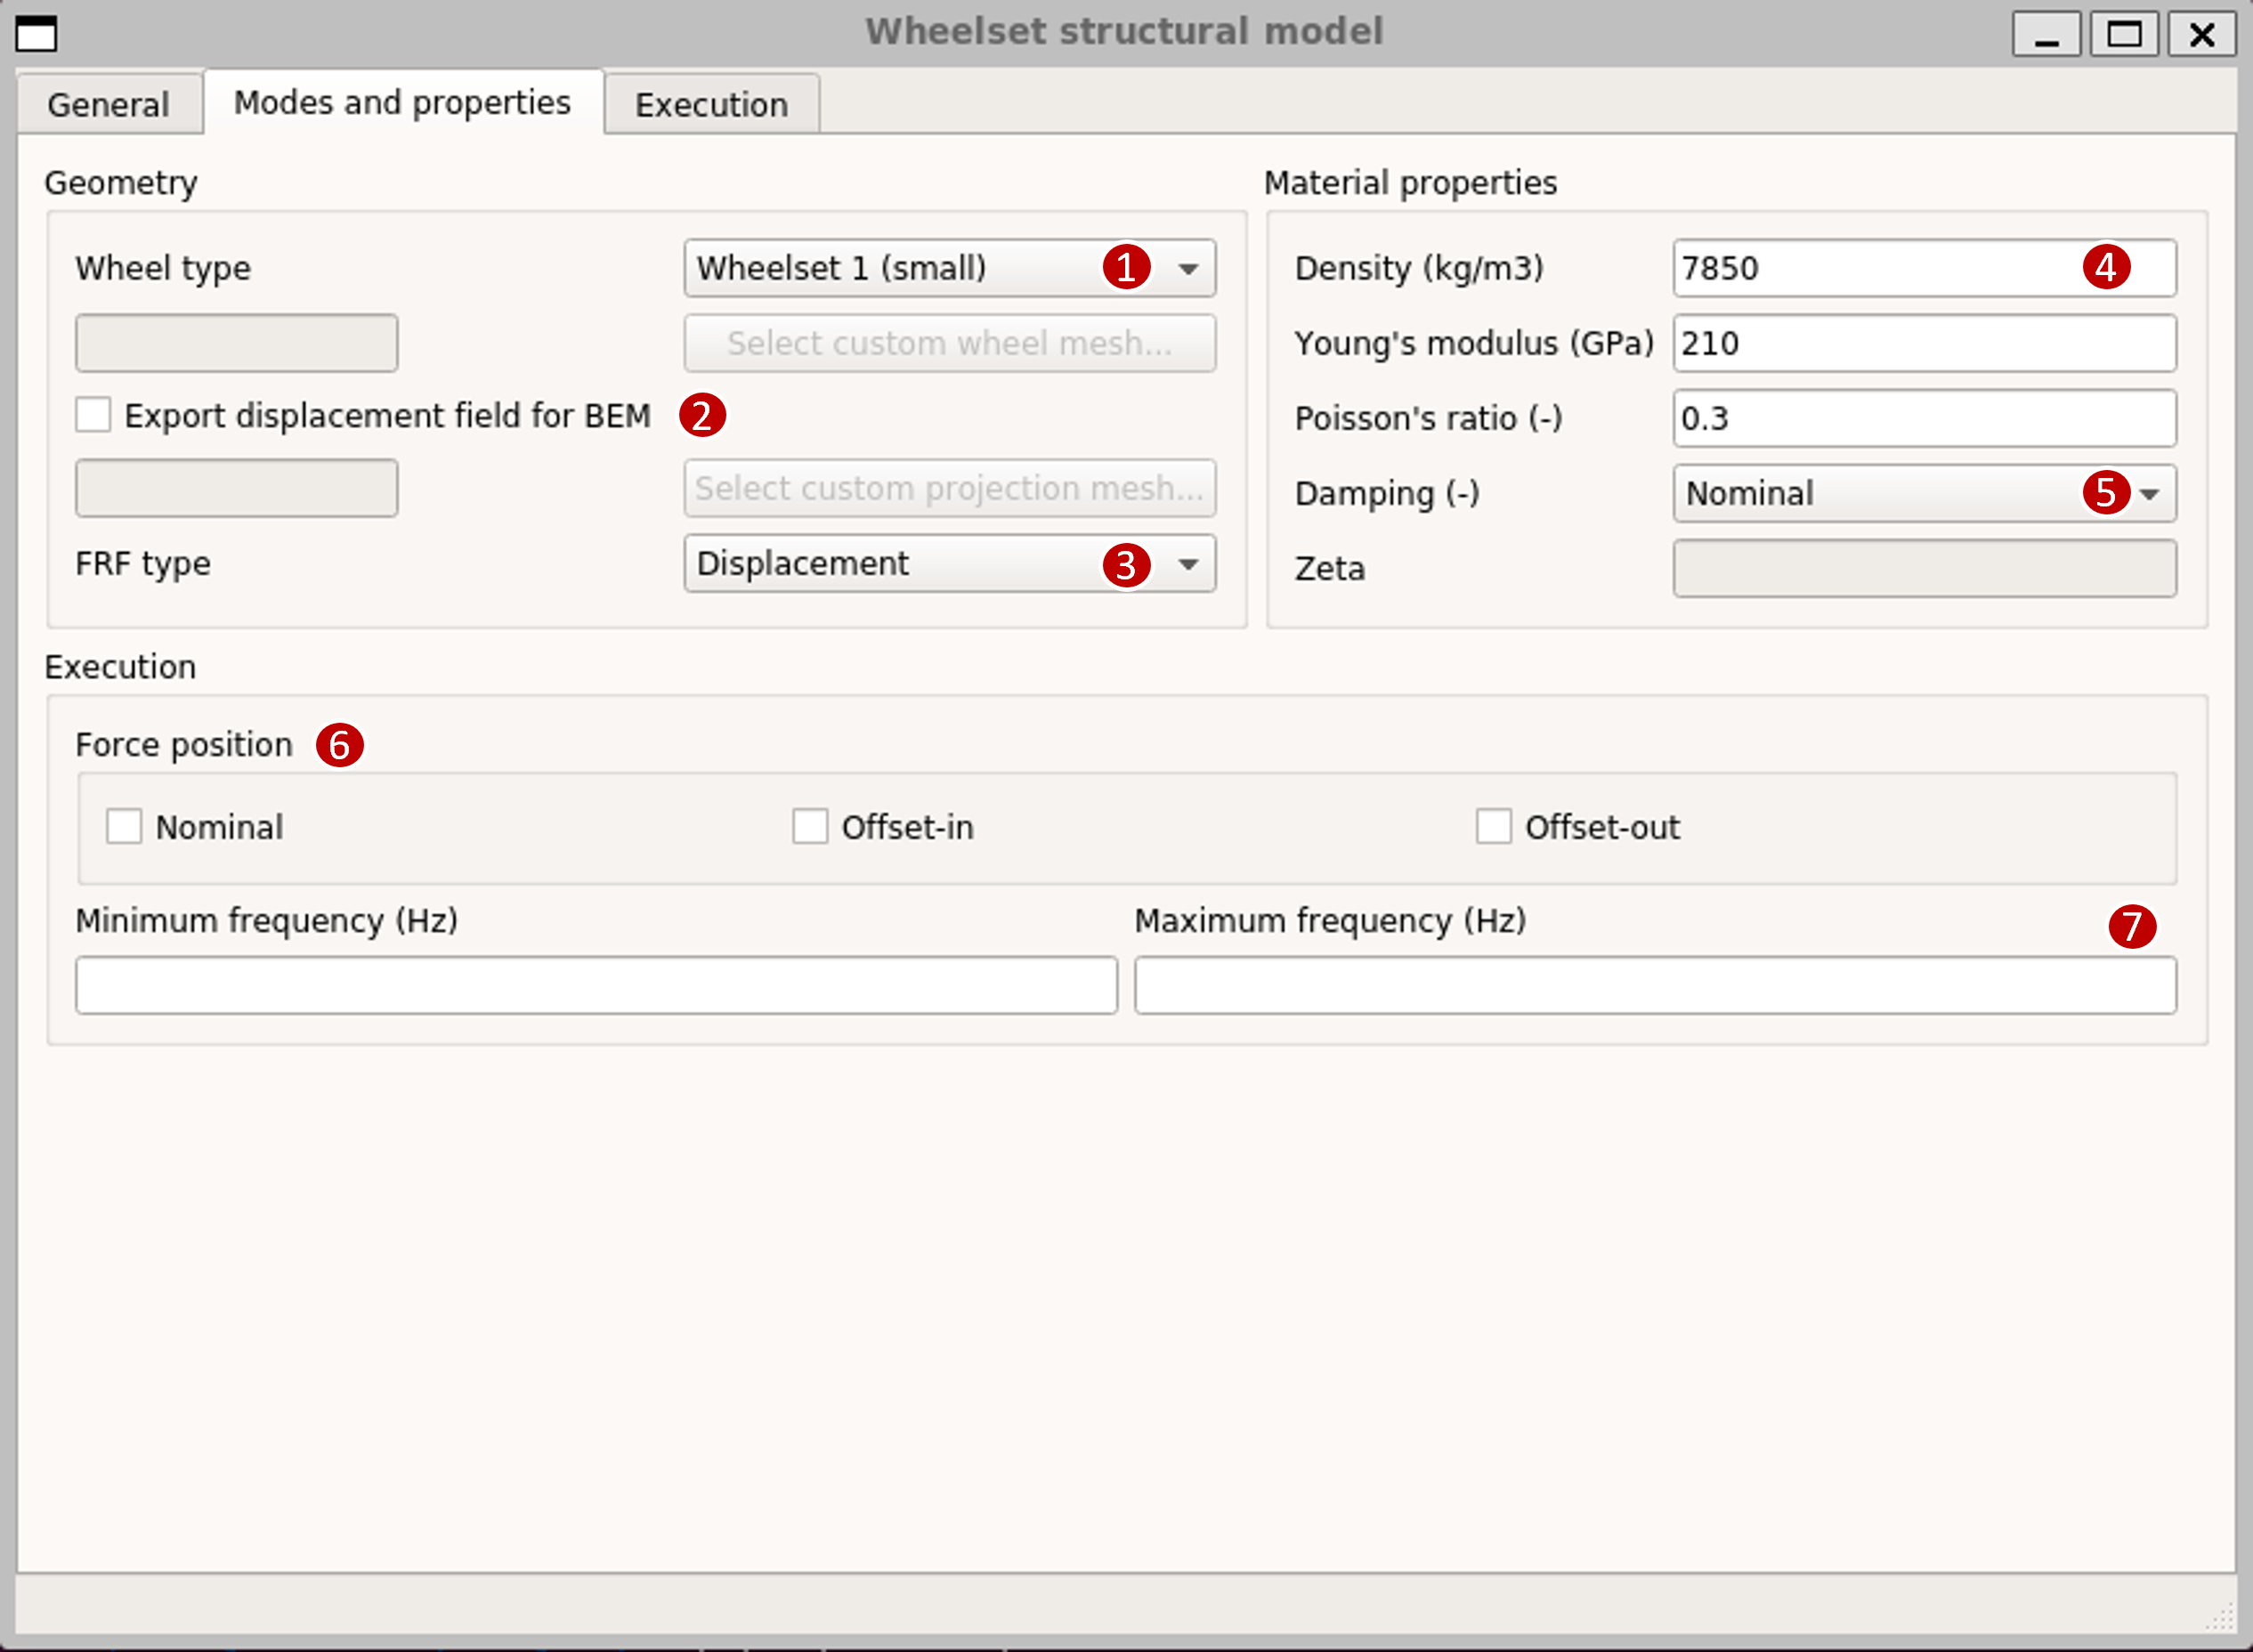 Wheelset structural model
General
Modes and properties
Execution
Geometry
Wheel type
Wheelset 1 (small)
1
Select custom wheel mesh...
Export displacement field for BEM
2
Select custom projection mesh...
FRF type
Displacement
3
Material properties
Density (kg/m3)
7850
4
Young's modulus (GPa)
210
Poisson's ratio (-)
0.3
Damping (-)
Nominal
5
Zeta
Execution
Force position
6
Nominal
Offset-in
Offset-out
Minimum frequency (Hz)
Maximum frequency (Hz)
7